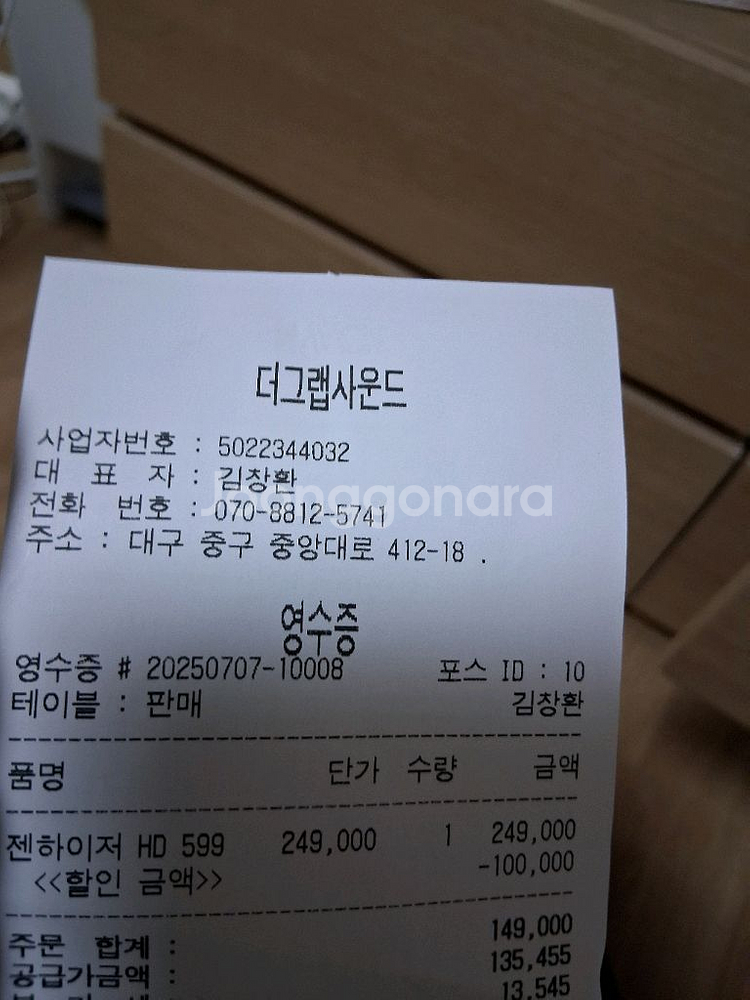 더그랩사운드
사업자번호 : 5022344032
대 표 자 : 김창환
전화 번호 : 070-8812-5741
Joonggonara
주소 : 대구 중구 중앙대로 412-18 .
영수증
영수증 # 20250707-10008 포스 ID : 10
테이블 : 판매 김창환
품명 단가 수량 금액
젠하이저 HD 599 249,000 1 249,000
<<할인 금액>> -100,000
주문 합계 : 149,000
공급가금액 : 135,455
13,545